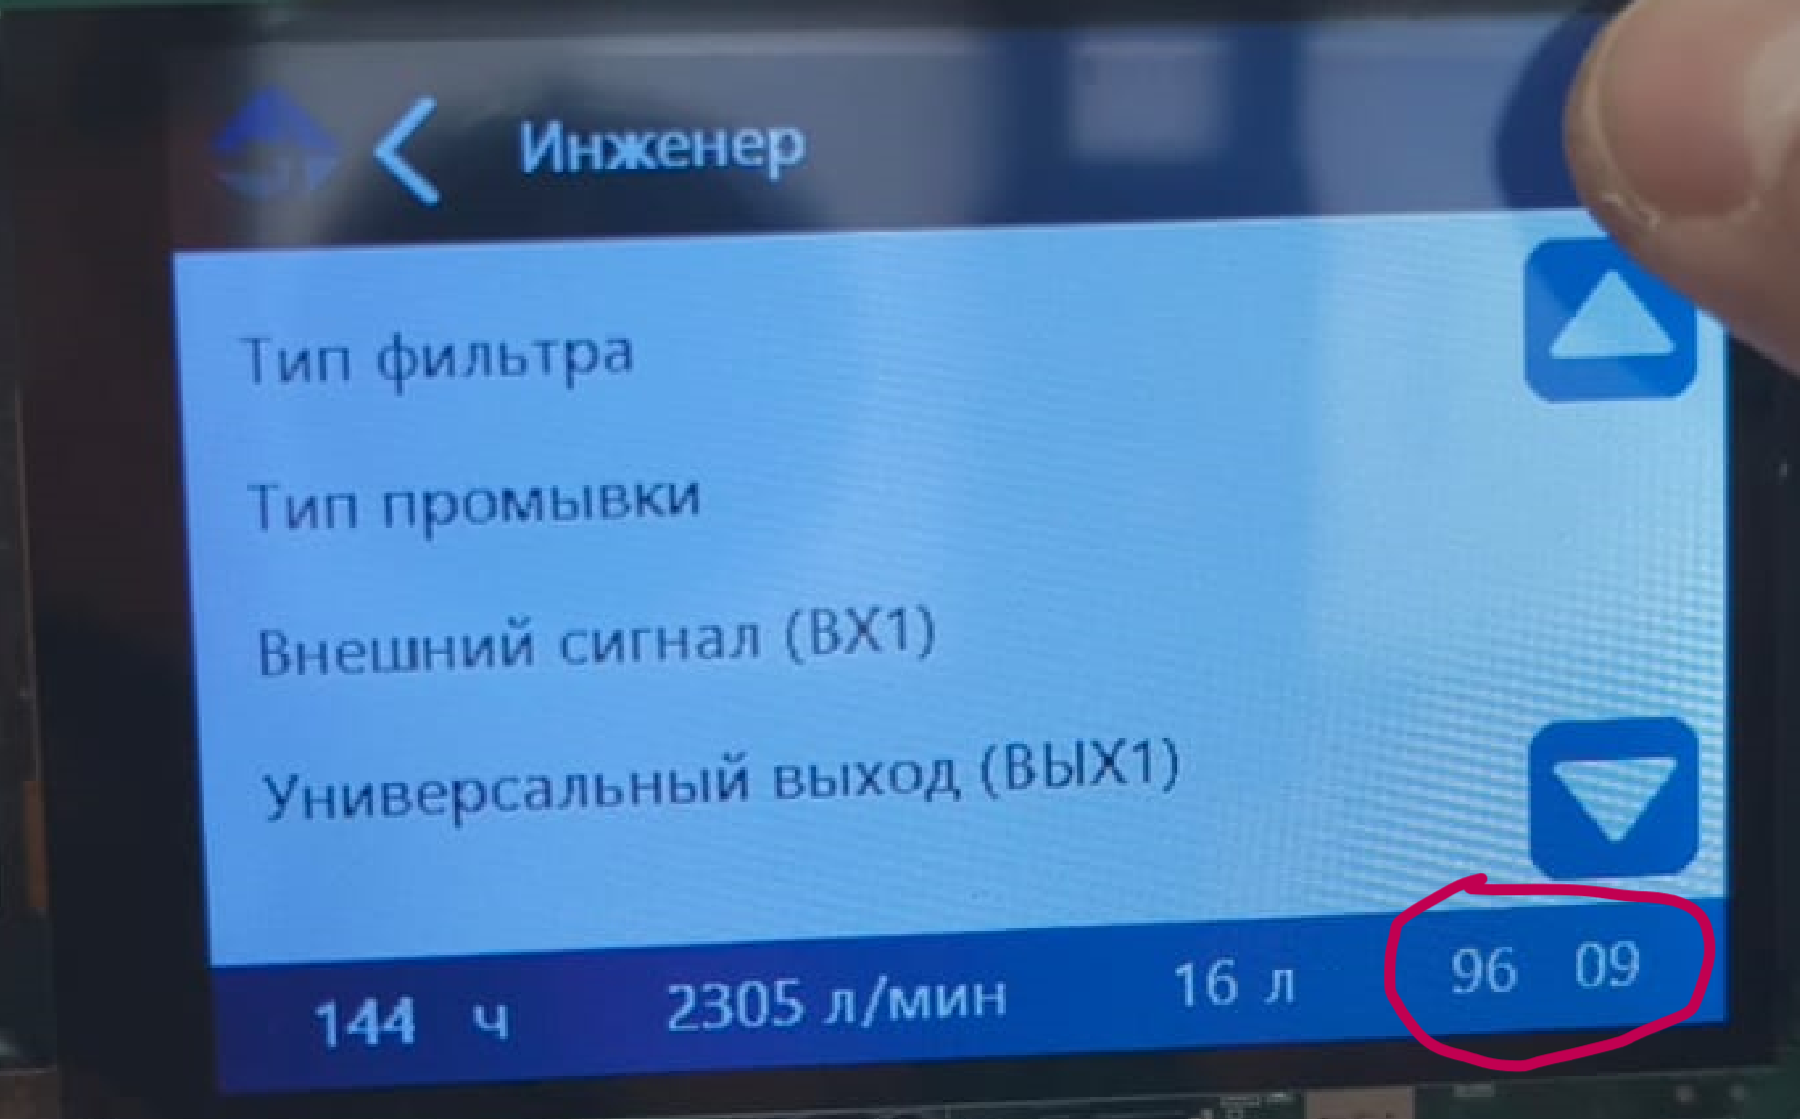 Инженер
Тип фильтра
Тип промывки
Внешний сигнал (ВХ1)
Универсальный выход (ВЫХ1)
144 ч 2305 л/мин 16 л 96 09